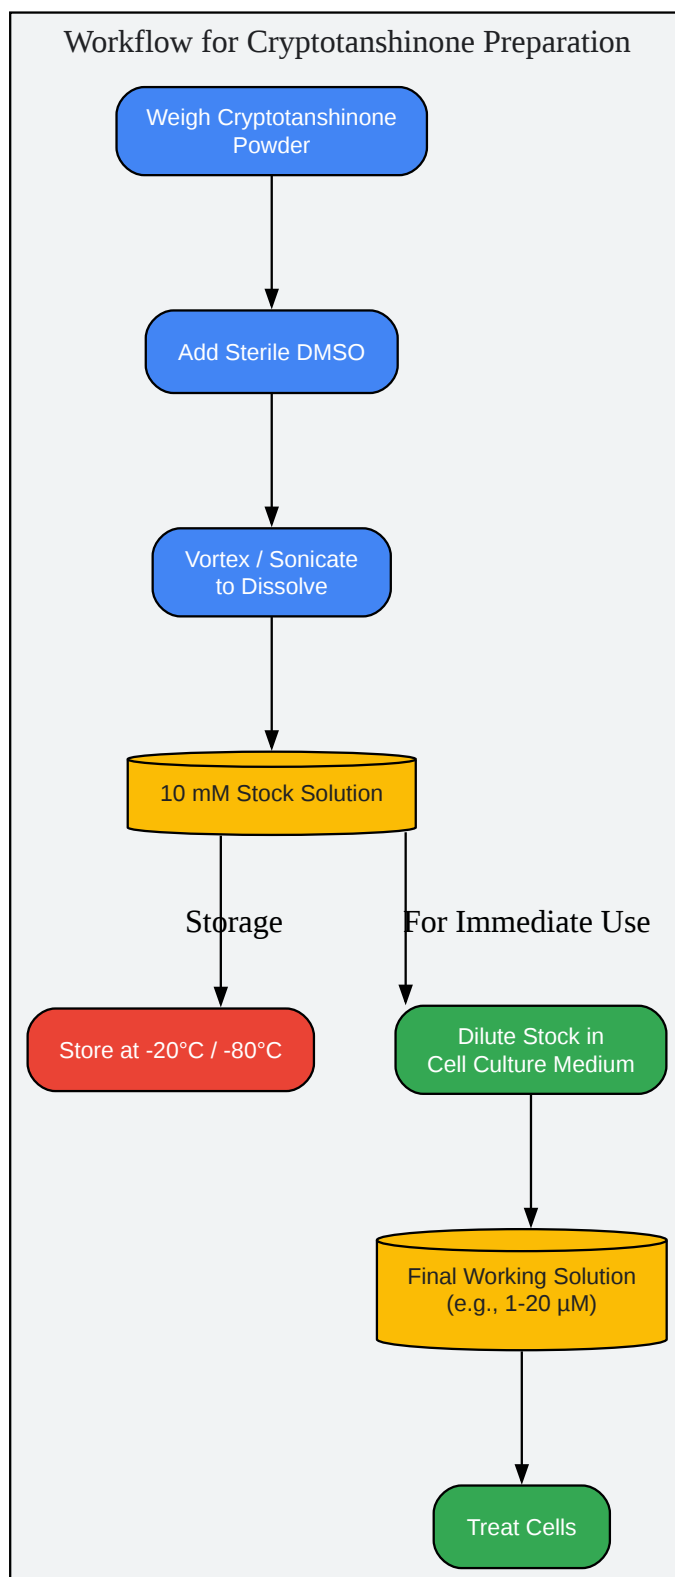 Workflow for Cryptotanshinone Preparation
Weigh Cryptotanshinone
Powder
Add Sterile DMSO
Vortex / Sonicate
to Dissolve
10 mM Stock Solution
Storage
For Immediate Use
Store at -20°C / -80°C
Dilute Stock in
Cell Culture Medium
Final Working Solution
(e.g., 1-20 µM)
Treat Cells